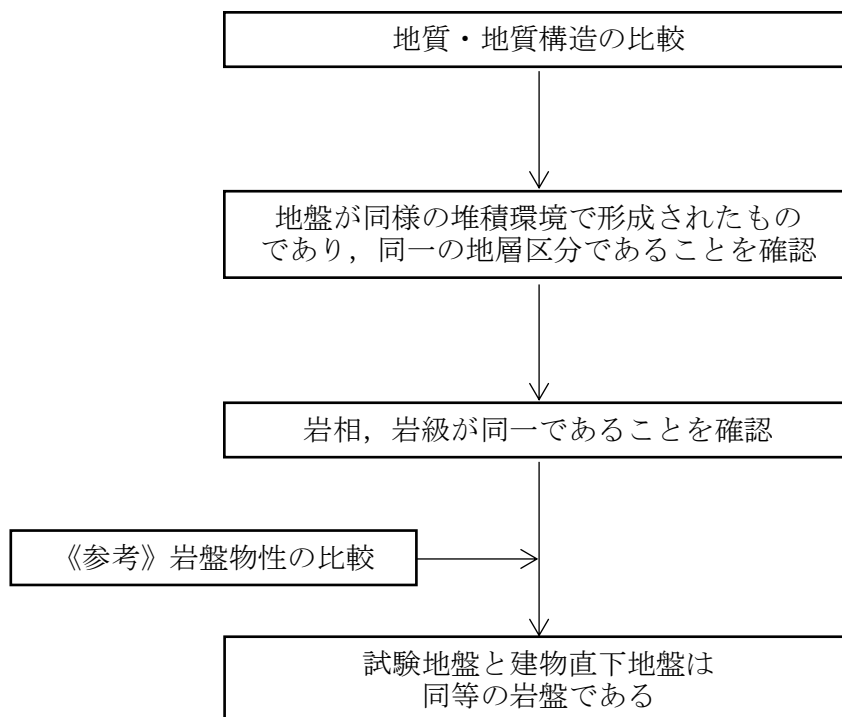 地質・地質構造の比較
地盤が同様の堆積環境で形成されたもの
であり，同一の地層区分であることを確認
岩相，岩級が同一であることを確認
《参考》岩盤物性の比較
試験地盤と建物直下地盤は
同等の岩盤である